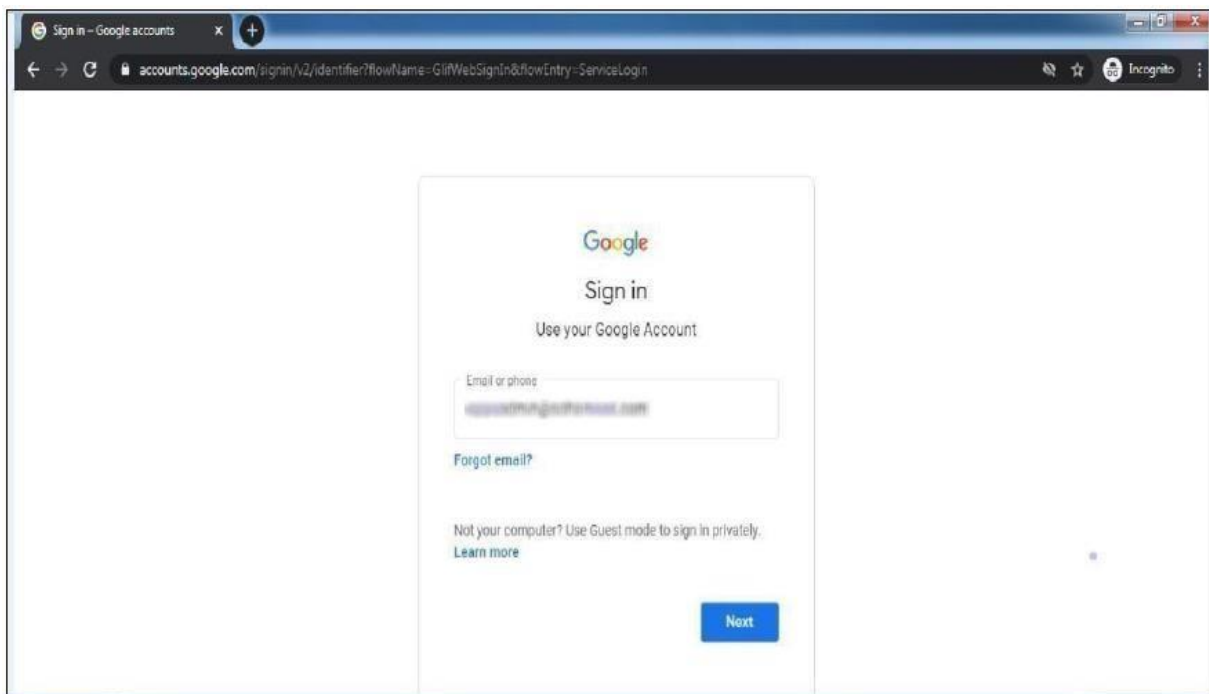 Sign in – Google accounts
accounts.google.com/signin/v2/identifier?flowName=GlifWebSignIn&flowEntry=ServiceLogin
Incognito
Google
Sign in
Use your Google Account
Email or phone
Forgot email?
Not your computer? Use Guest mode to sign in privately.
Learn more
Next